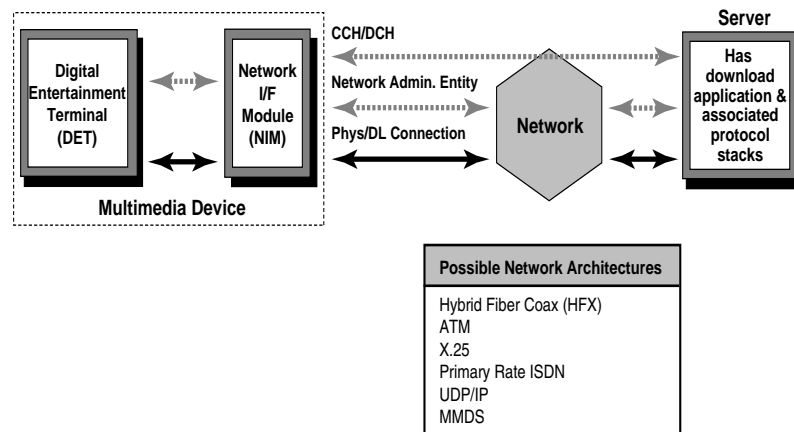 Server
CCH/DCH
Digital
Entertainment
Terminal
(DET)
Network
I/F
Module
(NIM)
Network Admin. Entity
Phys/DL Connection
Network
Has
download
application &
associated
protocol
stacks
Multimedia Device
Possible Network Architectures
Hybrid Fiber Coax (HFX)
ATM
X.25
Primary Rate ISDN
UDP/IP
MMDS